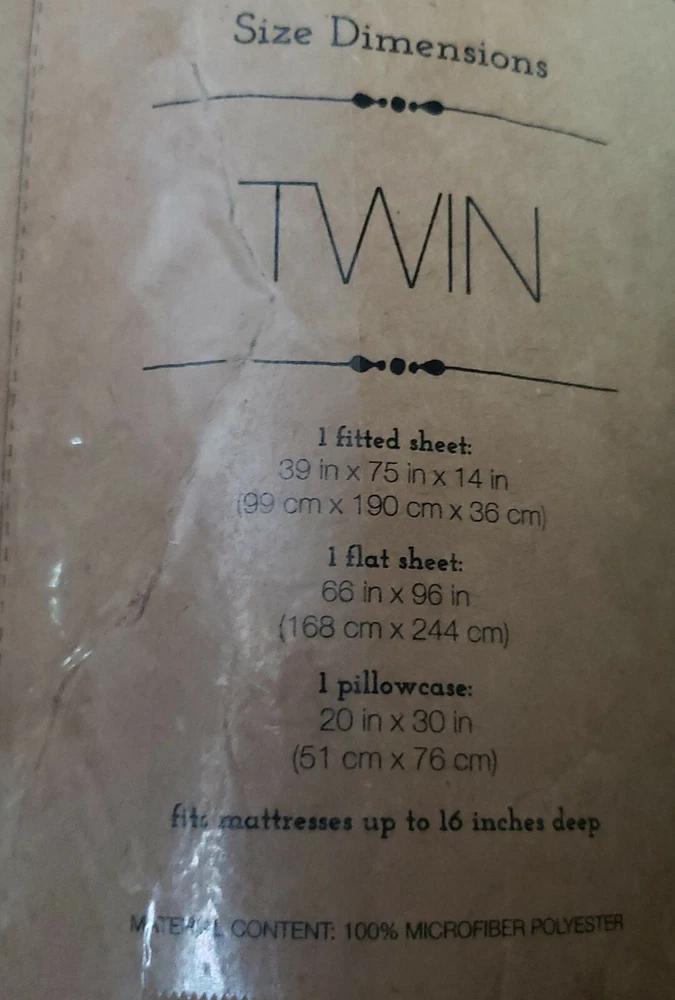 Size Dimensions
TWIN
1 fitted sheet:
39 in x 75 in x 14 in
(99 cm x 190 cm x 36 cm)
1 flat sheet:
66 in x 96 in
(168 cm x 244 cm)
1 pillowcase:
20 in x 30 in
(51 cm x 76 cm)
fits mattresses up to 16 inches deep
MATERIAL CONTENT: 100% MICROFIBER POLYESTER